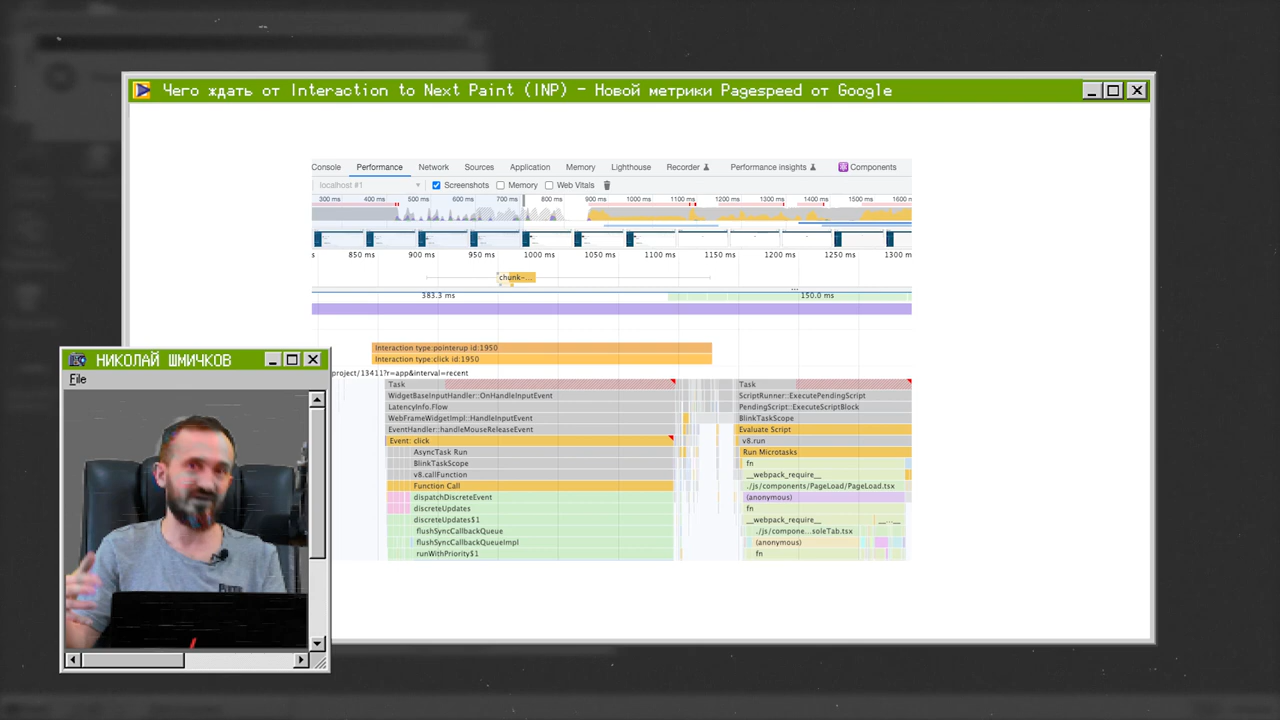 Чего ждать от Interaction to Next Paint (INP) - Новой метрики Pagespeed от Google
Console Performance Network Sources Application Memory Lighthouse Recorder Performance insights Components
localhost #1 Screenshots Memory Web Vitals
300 ms 400 ms 500 ms 600 ms 700 ms 800 ms 900 ms 1000 ms 1100 ms 1200 ms 1300 ms 1400 ms 1500 ms 1600 m
s 850 ms 900 ms 950 ms 1000 ms 1050 ms 1100 ms 1150 ms 1200 ms 1250 ms 1300 m
chunk-...
383.3 ms 150.0 ms
Interaction type:pointerup id:1950
Interaction type:click id:1950
project/13411?r=app&interval=recent
Task Task
WidgetBaseInputHandler::OnHandleInputEvent ScriptRunner::ExecutePendingScript
LatencyInfo.Flow PendingScript::ExecuteScriptBlock
WebFrameWidgetImpl::HandleInputEvent BlinkTaskScope
EventHandler::handleMouseReleaseEvent Evaluate Script
Event: click v8.run
AsyncTask Run Run Microtasks
BlinkTaskScope fn
v8.callFunction __webpack_require__
Function Call ./js/components/PageLoad/PageLoad.tsx
dispatchDiscreteEvent (anonymous)
discreteUpdates fn
discreteUpdates$1 __webpack_require__ __...__
flushSyncCallbackQueue ./js/compone...soleTab.tsx
flushSyncCallbackQueueImpl (anonymous)
runWithPriority$1 fn
НИКОЛАЙ ШМИЧКОВ
File